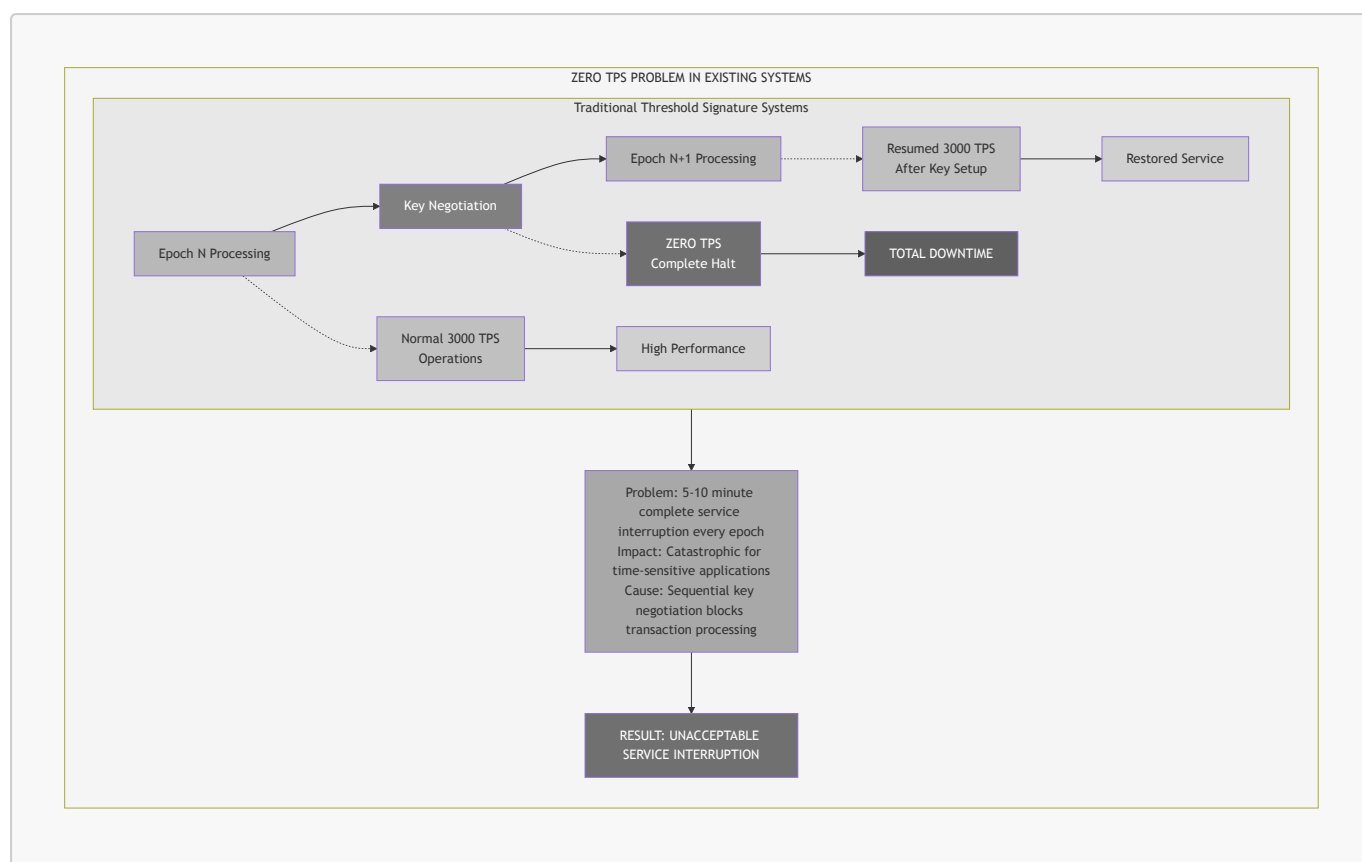 ZERO TPS PROBLEM IN EXISTING SYSTEMS
Traditional Threshold Signature Systems
Epoch N Processing
Key Negotiation
Epoch N+1 Processing
Resumed 3000 TPS
After Key Setup
Restored Service
ZERO TPS
Complete Halt
TOTAL DOWNTIME
Normal 3000 TPS
Operations
High Performance
Problem: 5-10 minute
complete service
interruption every epoch
Impact: Catastrophic for
time-sensitive applications
Cause: Sequential key
negotiation blocks
transaction processing
RESULT: UNACCEPTABLE
SERVICE INTERRUPTION